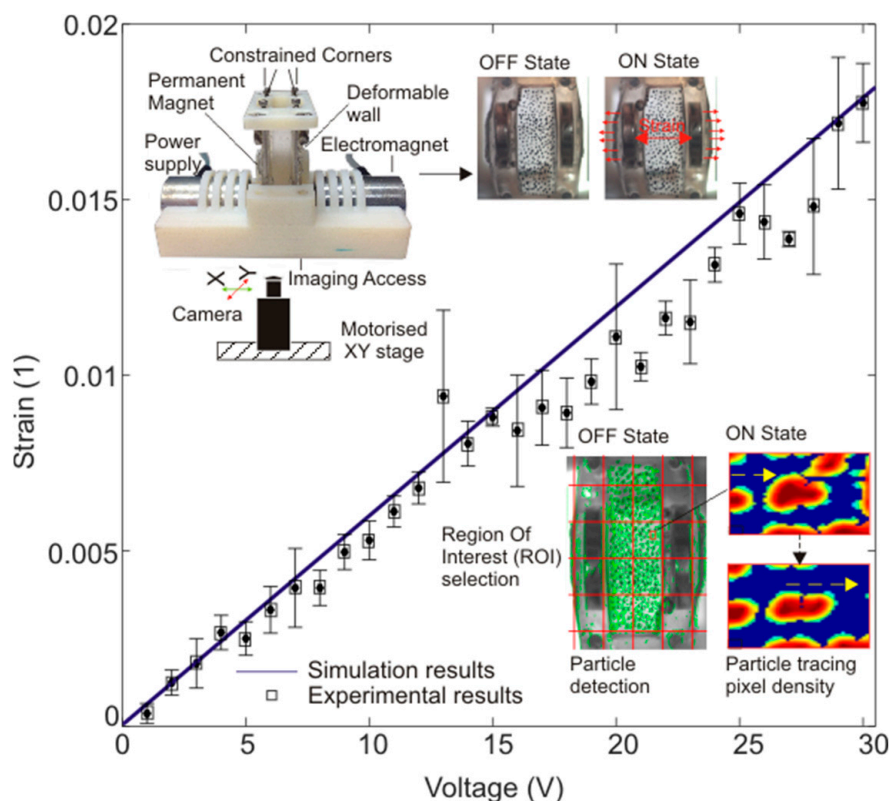 0.02
0.015
0.01
0.005
0
Strain (1)
0
5
10
15
20
25
30
Voltage (V)
Constrained Corners
Permanent
Magnet
Deformable
wall
Power
supply
Electromagnet
Imaging Access
X
Y
Camera
Motorised
XY stage
OFF State
ON State
Strain
OFF State
ON State
Region Of
Interest (ROI)
selection
Particle
detection
Particle tracing
pixel density
Simulation results
Experimental results